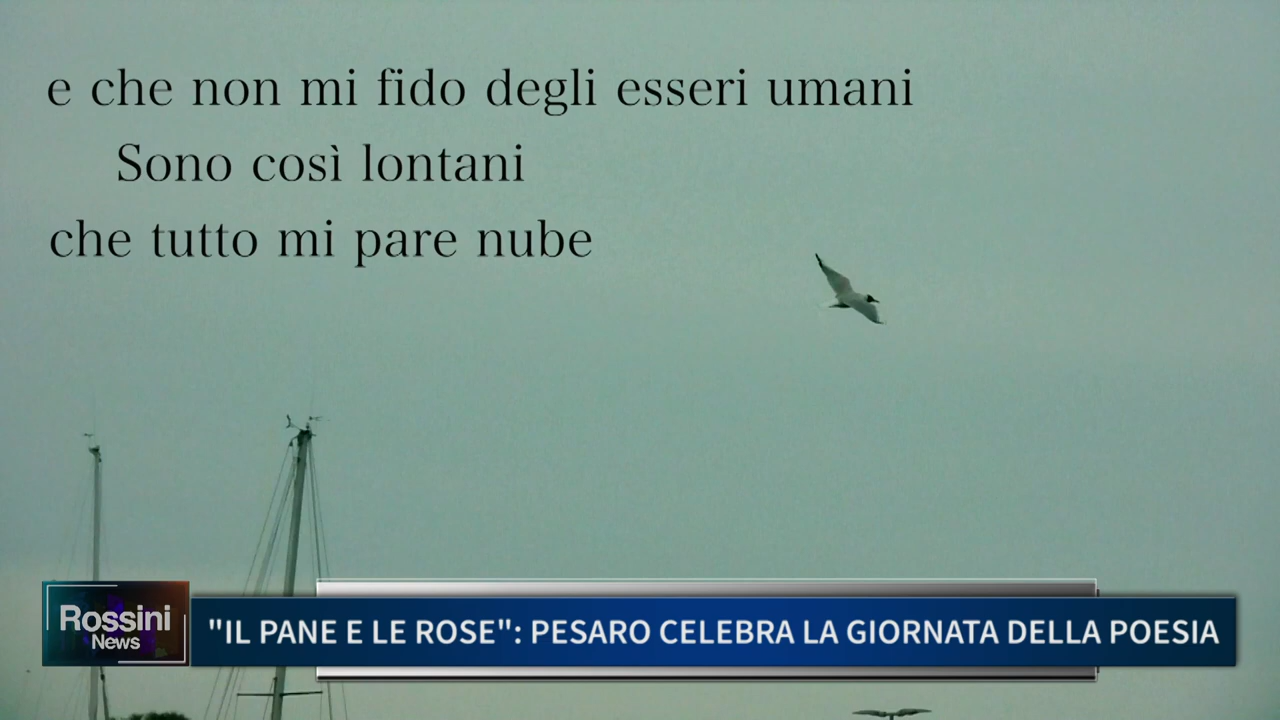 e che non mi fido degli esseri umani
Sono così lontani
che tutto mi pare nube
Rossini
News
"IL PANE E LE ROSE": PESARO CELEBRA LA GIORNATA DELLA POESIA